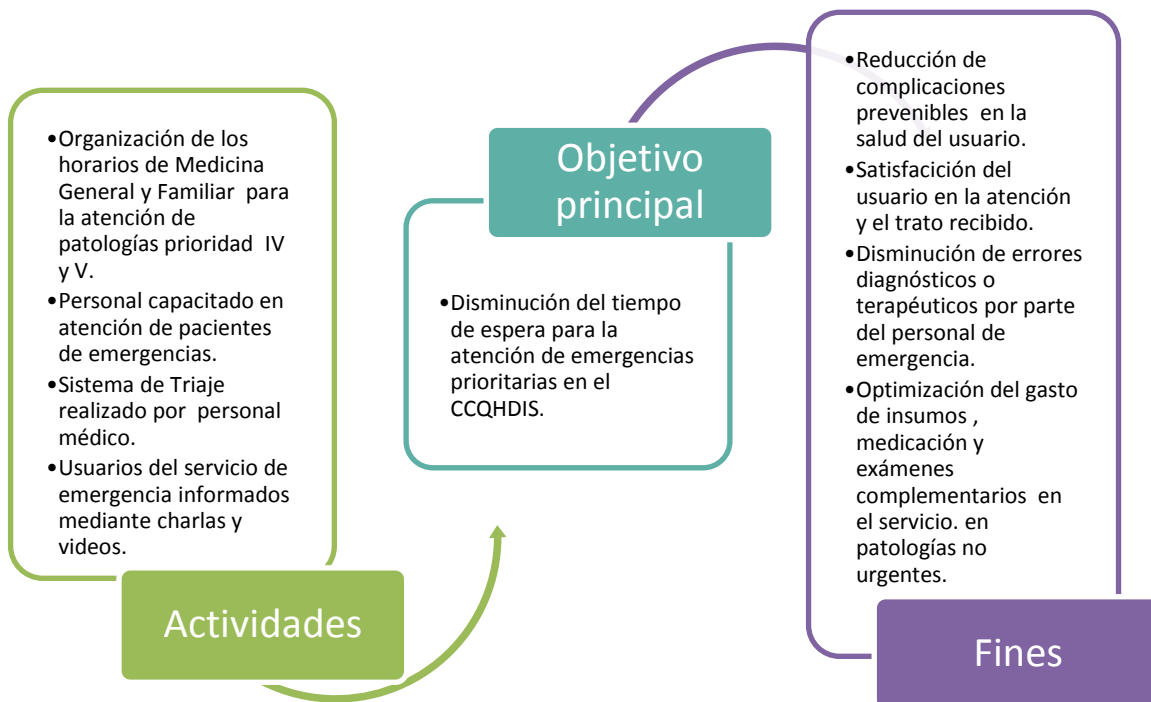 •Organización de los
horarios de Medicina
General y Familiar para
la atención de
patologías prioridad IV
y V.
•Personal capacitado en
atención de pacientes
de emergencias.
•Sistema de Triaje
realizado por personal
médico.
•Usuarios del servicio de
emergencia informados
mediante charlas y
videos.
Actividades
Objetivo
principal
•Disminución del tiempo
de espera para la
atención de emergencias
prioritarias en el
CCQHDIS.
•Reducción de
complicaciones
prevenibles en la
salud del usuario.
•Satisfacición del
usuario en la atención
y el trato recibido.
•Disminución de errores
diagnósticos o
terapéuticos por parte
del personal de
emergencia.
•Optimización del gasto
de insumos ,
medicación y
exámenes
complementarios en
el servicio. en
patologías no
urgentes.
Fines